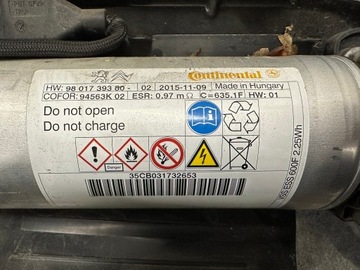 Continental
HW: 98 017 393 80 - 02 2015-11-09 Made in Hungary
COFOR: 94563K 02 ESR: 0,97 mΩ C=635.1F HW: 01
Do not open
Do not charge
Danger
35CB031732653
600F 2.25Wh